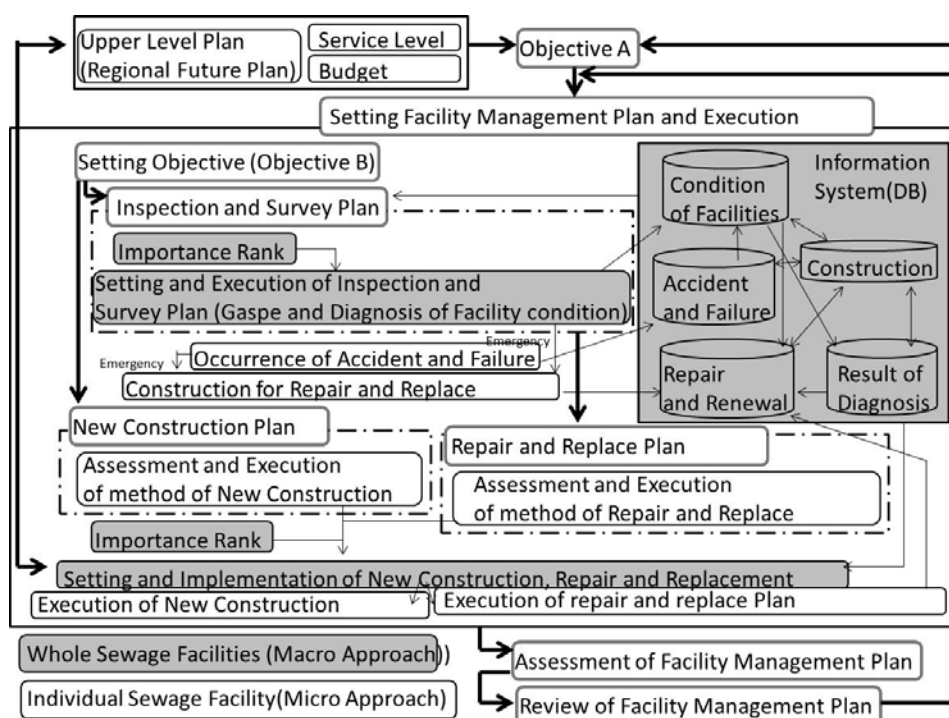 Upper Level Plan
(Regional Future Plan)
Service Level
Budget
Objective A
Setting Facility Management Plan and Execution
Setting Objective (Objective B)
Inspection and Survey Plan
Importance Rank
Setting and Execution of Inspection and
Survey Plan (Gaspe and Diagnosis of Facility condition)
Emergency
Occurrence of Accident and Failure
Emergency
Construction for Repair and Replace
Information
System(DB)
Condition
of Facilities
Construction
Accident
and Failure
Repair
and Renewal
Result of
Diagnosis
New Construction Plan
Assessment and Execution
of method of New Construction
Repair and Replace Plan
Assessment and Execution
of method of Repair and Replace
Importance Rank
Setting and Implementation of New Construction, Repair and Replacement
Execution of New Construction
Execution of repair and replace Plan
Whole Sewage Facilities (Macro Approach))
Individual Sewage Facility(Micro Approach)
Assessment of Facility Management Plan
Review of Facility Management Plan